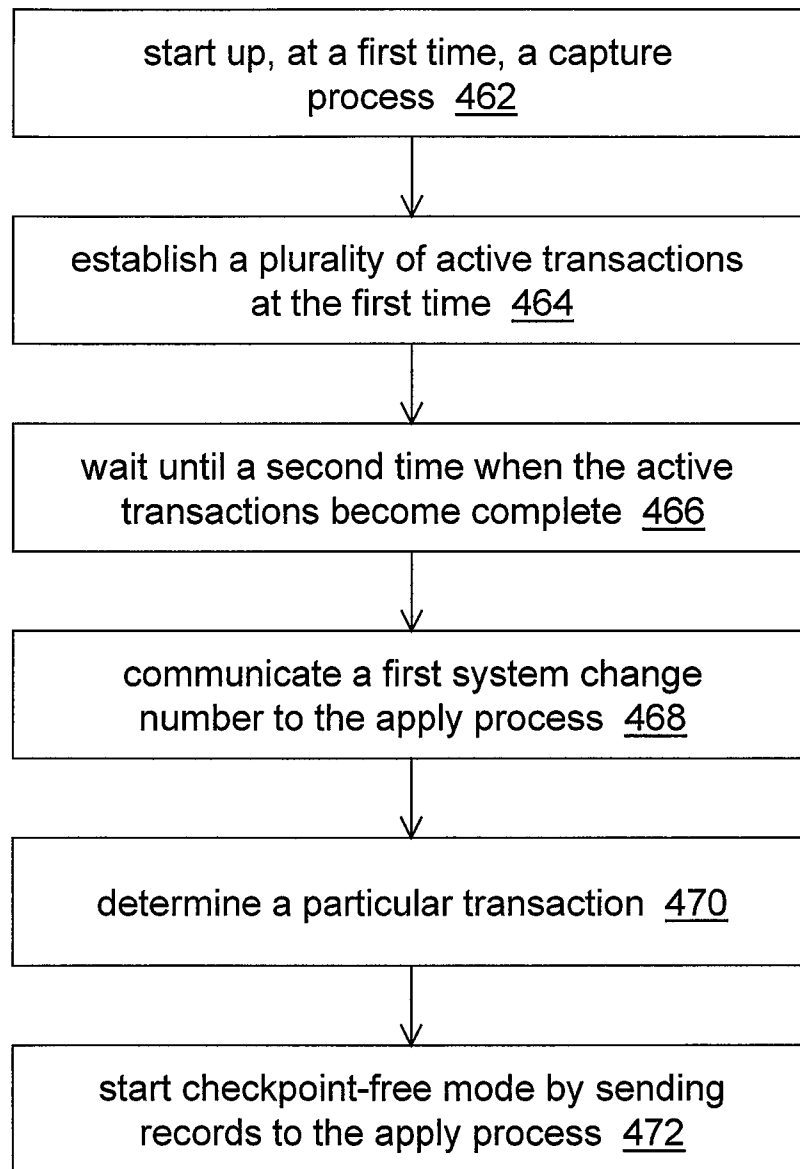 start up, at a first time, a capture
process 462
establish a plurality of active transactions
at the first time 464
wait until a second time when the active
transactions become complete 466
communicate a first system change
number to the apply process 468
determine a particular transaction 470
start checkpoint-free mode by sending
records to the apply process 472